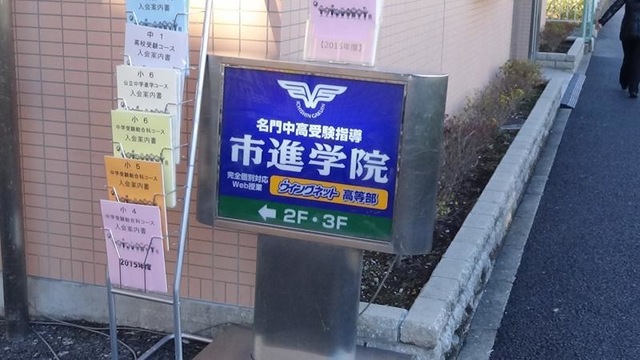 中1
高校受験コース
入会案内書
小6
公立中学進学コース
入会案内書
小6
中学受験総合科コース
入会案内書
小5
中学受験総合科コース
入会案内書
小4
中学受験総合科コース
入会案内書
2015年度
【2015年度】
ICHISHIN GAKUIN
名門中高受験指導
市進学院
完全個別対応
Web授業
ウイングネット 高等部
← 2F・3F